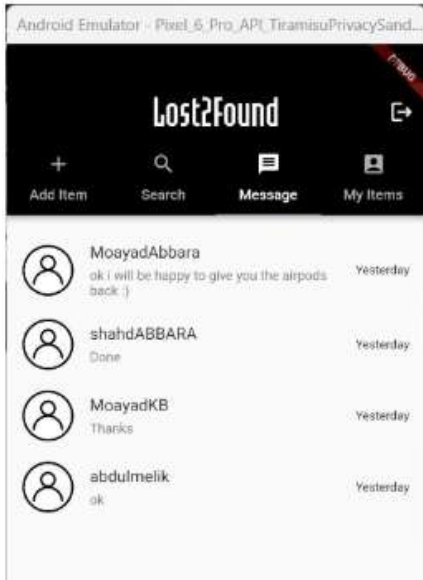 Android Emulator - Pixel_6_Pro_API_TiramisuPrivacySand...
DEBUG
Lost2Found
Add Item
Search
Message
My Items
MoayadAbbara
ok i will be happy to give you the airpods
back :)
Yesterday
shahdABBARA
Done
Yesterday
MoayadKB
Thanks
Yesterday
abdulmelik
ok
Yesterday